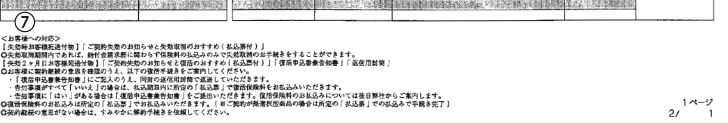 ⑦
＜お客様への対応＞
【失効時お客様宛送付物】「ご契約失効のお知らせと失効取消のおすすめ（払込票付）」
○失効取消期間内であれば、給付金請求歴に関わらず保険料の払込みのみで失効取消のお手続きをすることができます。
【失効２ヶ月目お客様宛送付物】「ご契約失効のお知らせと復活のおすすめ（払込票付）」「復活申込書兼告知書」「返信用封筒」
○お客様に契約継続の意思を確認のうえ、以下の復活手続きをご案内してください。
・「復活申込書兼告知書」にご記入のうえ、同封の返信用封筒で返送していただきます。
・告知事項がすべて「いいえ」の場合は、払込期間内に所定の「払込票」で復活保険料をお払込みいただきます。
・告知事項に「はい」がある場合は「復活申込書兼告知書」をご提出いただきます。復活保険料のお払込みについては後日弊社からご案内します。
○復活保険料のお払込みは所定の「払込票」でお払込みいただきます。（※ご契約が無選択型商品の場合は所定の「払込票」での払込みで手続き完了）
○契約継続の意思がない場合は、すみやかに解約手続きを依頼してください。
1 ページ
2/ 1